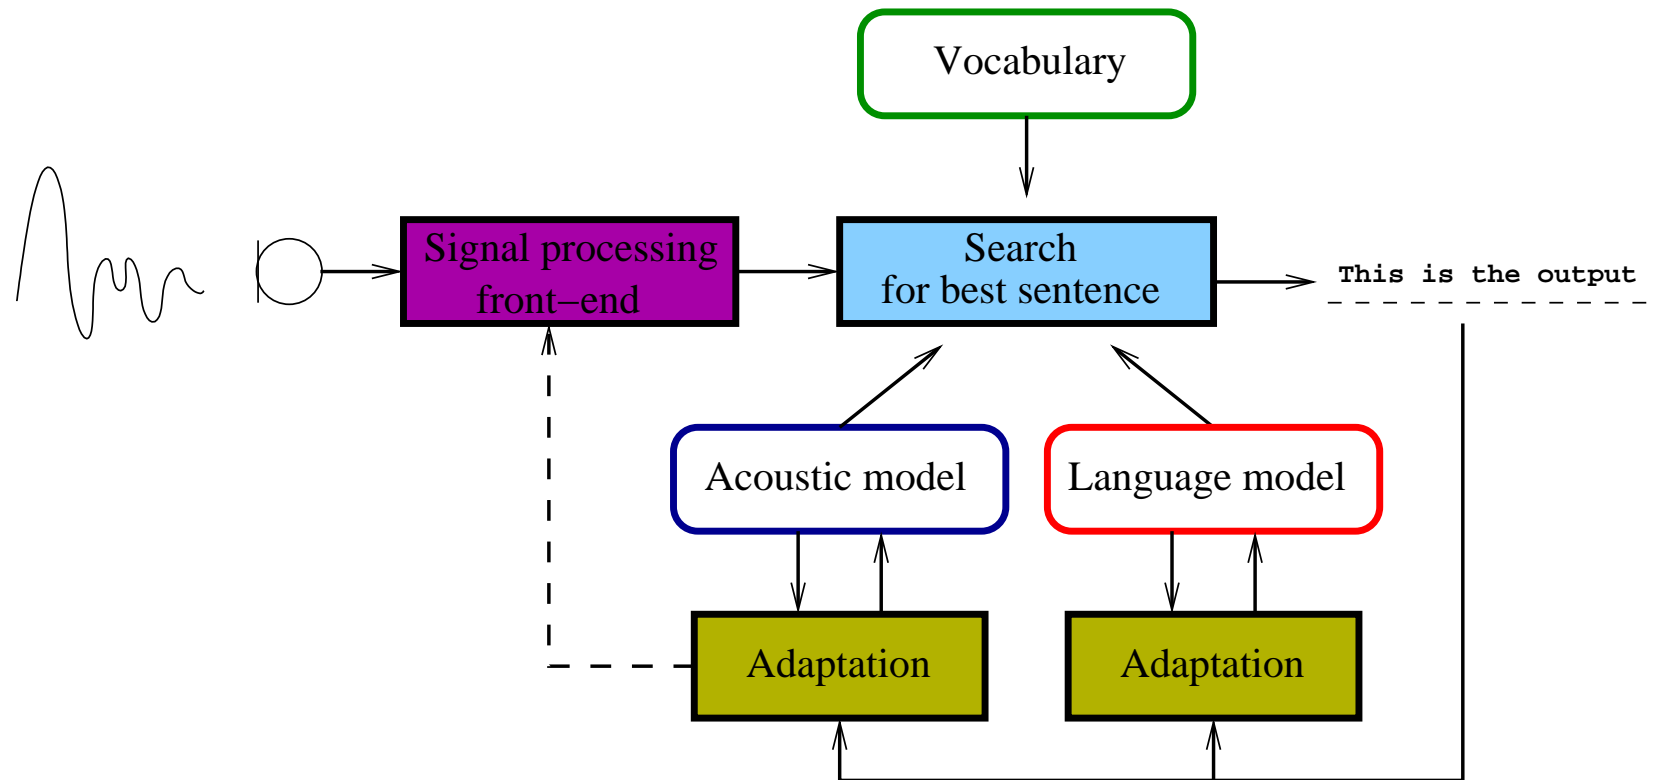 Vocabulary
Signal processing
front−end
Search
for best sentence
This is the output
Acoustic model
Language model
Adaptation
Adaptation